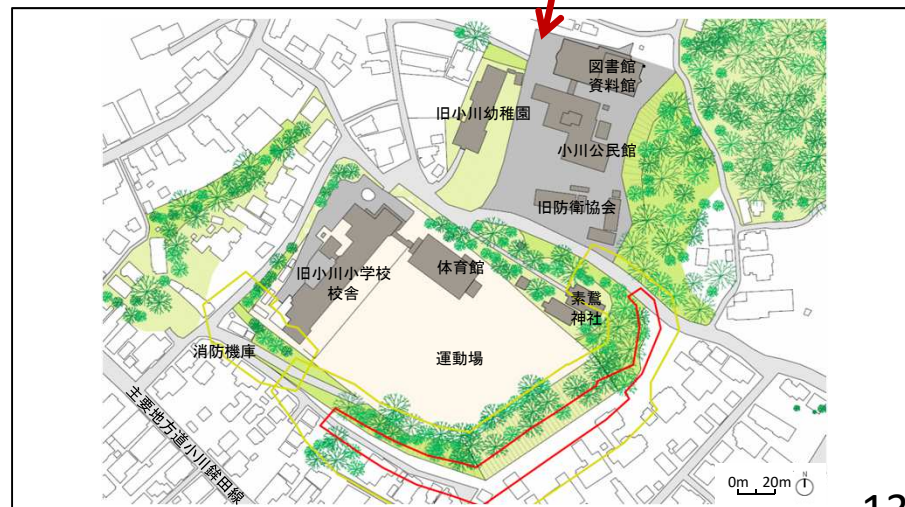 図書館
資料館
旧小川幼稚園
小川公民館
旧防衛協会
旧小川小学校
校舎
体育館
素鵞
神社
消防機庫
運動場
主要地方道小川鉾田線
0m 20m
N
12